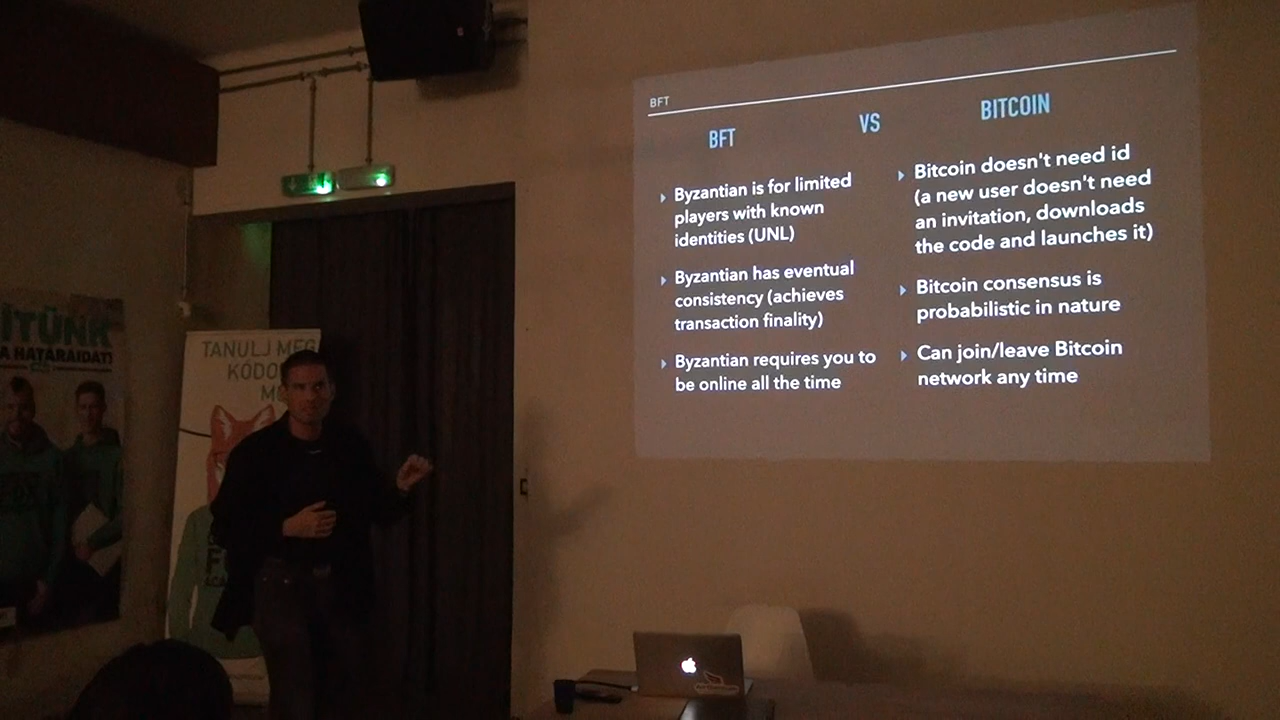 BFT
BFT
VS
BITCOIN
Byzantian is for limited
players with known
identities (UNL)
Byzantian has eventual
consistency (achieves
transaction finality)
Byzantian requires you to
be online all the time
Bitcoin doesn't need id
(a new user doesn't need
an invitation, downloads
the code and launches it)
Bitcoin consensus is
probabilistic in nature
Can join/leave Bitcoin
network any time
A HATÁRAIDAT!
TANULJ MEG